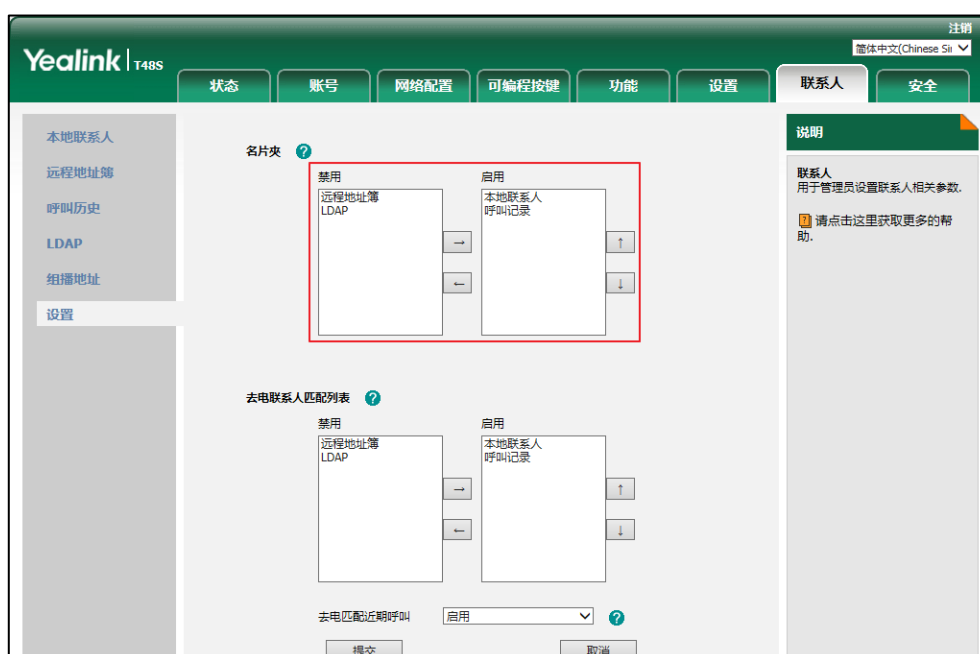 注销
Yealink T48S
简体中文(Chinese Sii
状态 账号 网络配置 可编程按键 功能 设置 联系人 安全
本地联系人
远程地址簿
呼叫历史
LDAP
组播地址
设置
名片夹 ?
禁用 启用
远程地址簿
LDAP
本地联系人
呼叫记录
→
←
↑
↓
去电联系人匹配列表 ?
禁用 启用
远程地址簿
LDAP
本地联系人
呼叫记录
→
←
↑
↓
去电匹配近期呼叫 启用 ?
提交 取消
说明
联系人
用于管理员设置联系人相关参数.
? 请点击这里获取更多的帮
助.